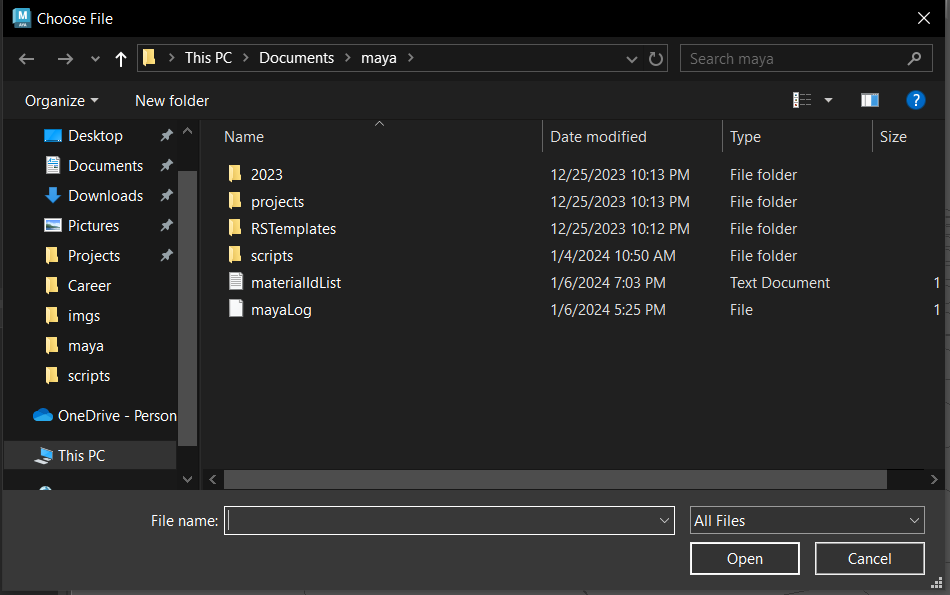 M
MAYA
Choose File
This PC
Documents
maya
Search maya
Organize
New folder
?
Name
Date modified
Type
Size
Desktop
Documents
Downloads
Pictures
Projects
Career
imgs
maya
scripts
OneDrive - Person
This PC
2023 12/25/2023 10:13 PM File folder
projects 12/25/2023 10:13 PM File folder
RSTemplates 12/25/2023 10:12 PM File folder
scripts 1/4/2024 10:50 AM File folder
materialIdList 1/6/2024 7:03 PM Text Document 1
mayaLog 1/6/2024 5:25 PM File 1
File name:
All Files
Open
Cancel